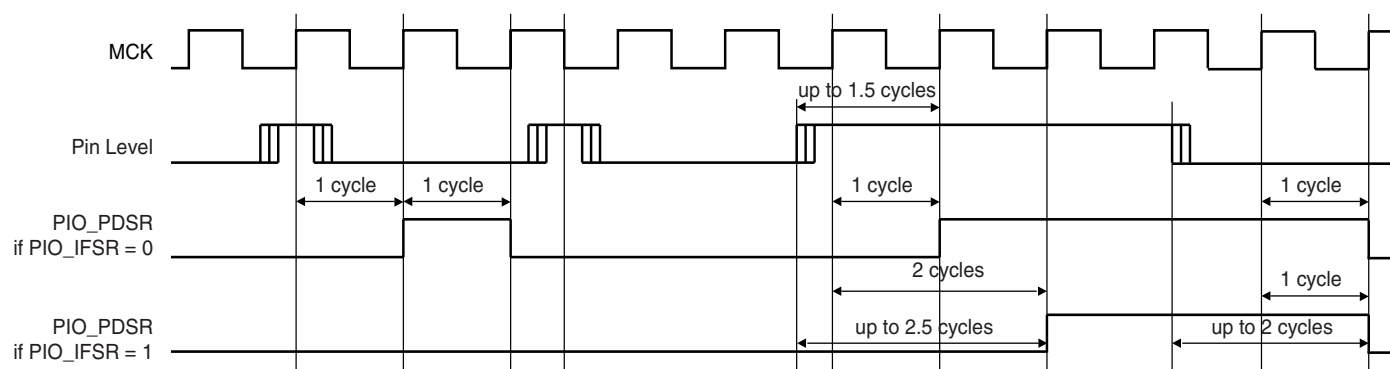 MCK
up to 1.5 cycles
Pin Level
1 cycle
1 cycle
1 cycle
1 cycle
PIO_PDSR
if PIO_IFSR = 0
2 cycles
1 cycle
PIO_PDSR
if PIO_IFSR = 1
up to 2.5 cycles
up to 2 cycles